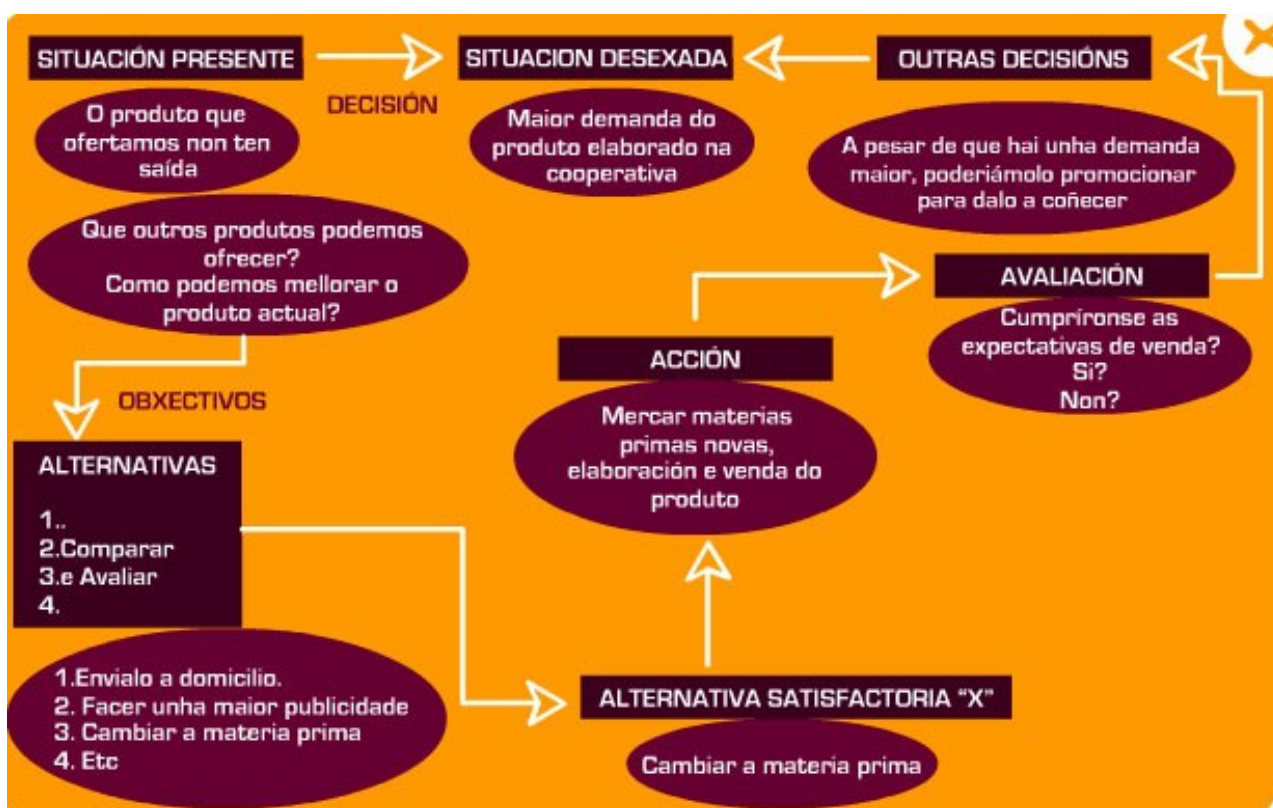 SITUACIÓN PRESENTE
O produto que
ofertamos non ten
saída
Que outros produtos podemos
ofrecer?
Como podemos mellorar o
produto actual?
DECISIÓN
SITUACION DESEXADA
Maior demanda do
produto elaborado na
cooperativa
OUTRAS DECISIÓNS
A pesar de que hai unha demanda
maior, poderiámolo promocionar
para dalo a coñecer
OBXECTIVOS
ALTERNATIVAS
1..
2.Comparar
3.e Avaliar
4.
1.Envialo a domicilio.
2. Facer unha maior publicidade
3. Cambiar a materia prima
4. Etc
ALTERNATIVA SATISFACTORIA “X”
Cambiar a materia prima
ACCIÓN
Mercar materias
primas novas,
elaboración e venda do
produto
AVALIACIÓN
Cumpríronse as
expectativas de venda?
Si?
Non?